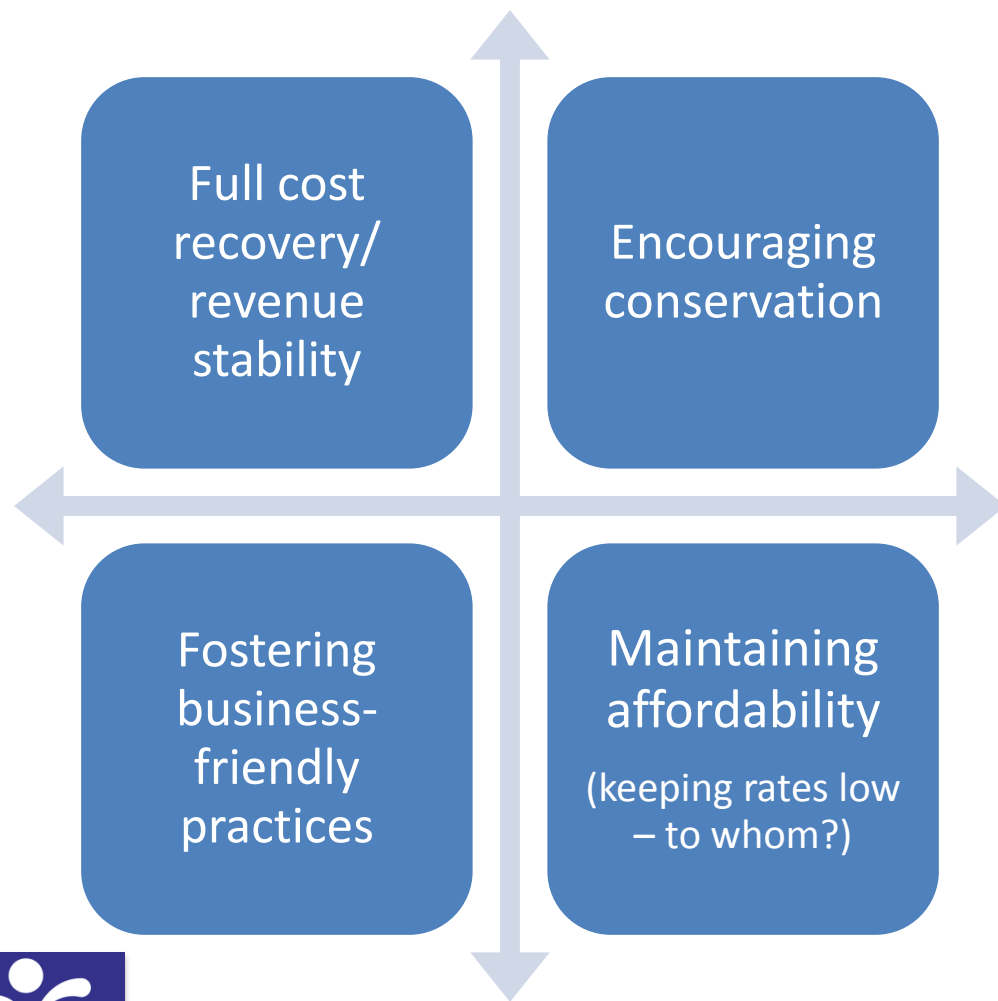 Full cost
recovery/
revenue
stability
Encouraging
conservation
Fostering
business-
friendly
practices
Maintaining
affordability
(keeping rates low
– to whom?)